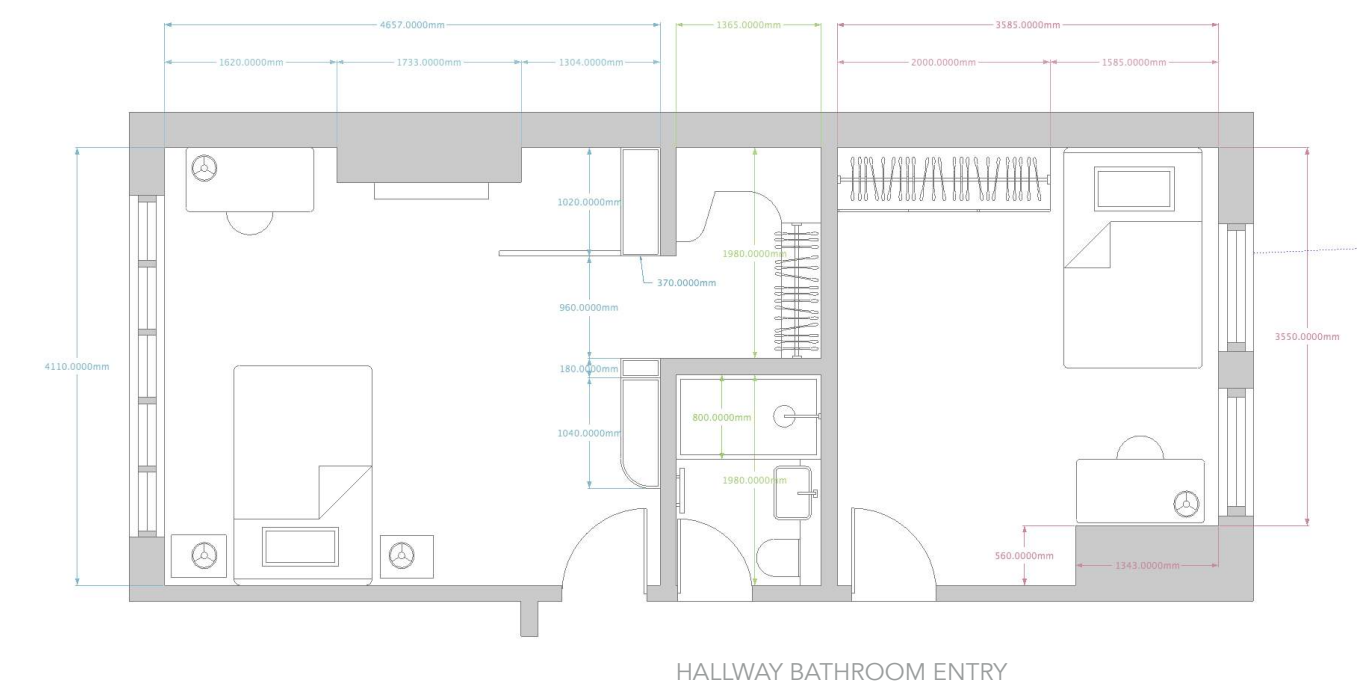 4657.0000mm
1365.0000mm
3585.0000mm
1620.0000mm
1733.0000mm
1304.0000mm
2000.0000mm
1585.0000mm
1020.0000mm
1980.0000mm
370.0000mm
960.0000mm
3550.0000mm
4110.0000mm
180.0000mm
800.0000mm
1040.0000mm
1980.0000mm
560.0000mm
1343.0000mm
HALLWAY BATHROOM ENTRY